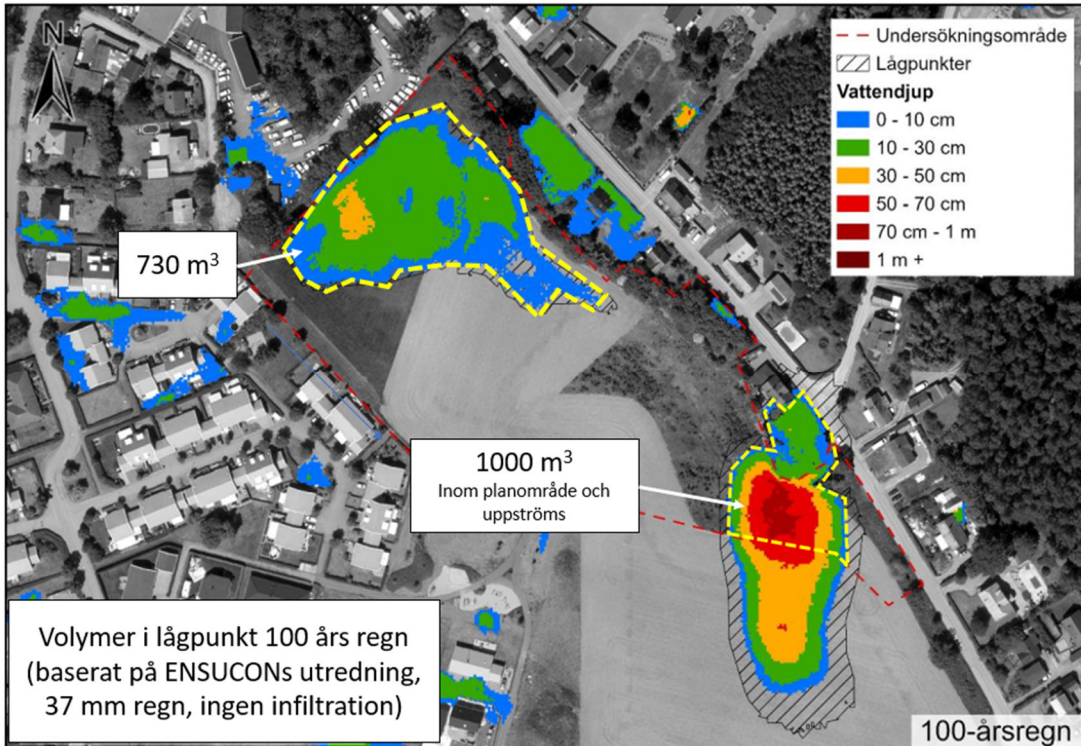 N
Undersökningsområde
Lågpunkter
Vattendjup
0 - 10 cm
10 - 30 cm
30 - 50 cm
50 - 70 cm
70 cm - 1 m
1 m +
730 m³
1000 m³
Inom planområde och
uppströms
Volymer i lågpunkt 100 års regn
(baserat på ENSUCONs utredning,
37 mm regn, ingen infiltration)
100-årsregn